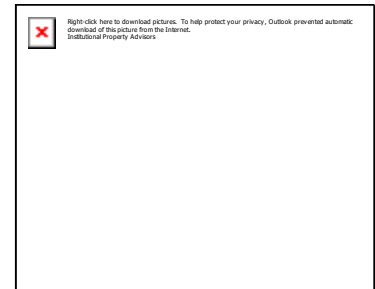 Right-click here to download pictures.  To help protect your privacy, Outlook prevented automatic
download of this picture from the Internet.
Institutional Property Advisors